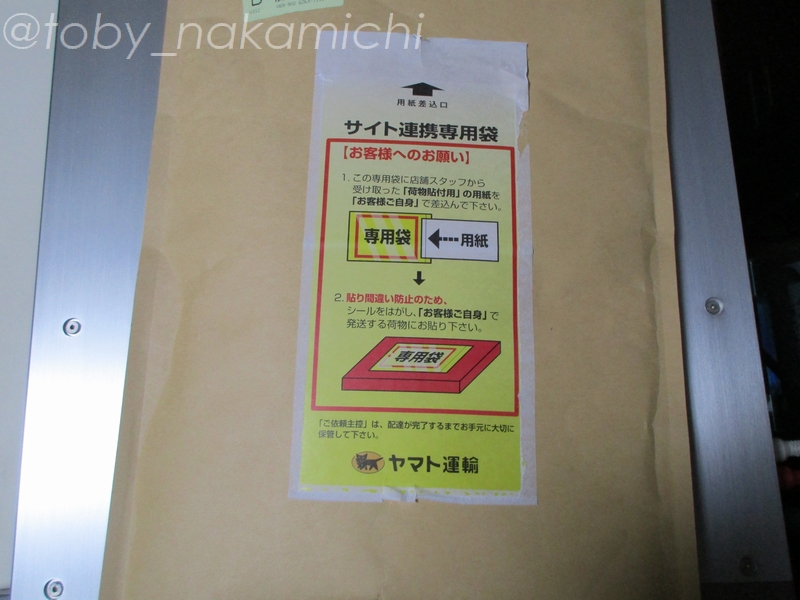 @toby_nakamichi
用紙差込口
サイト連携専用袋
【お客様へのお願い】
1. この専用袋に店舗スタッフから
受け取った「荷物貼付用」の用紙を
「お客様ご自身」で差込んで下さい。
専用袋
用紙
2. 貼り間違い防止のため、
シールをはがし、「お客様ご自身」で
発送する荷物にお貼り下さい。
専用袋
「ご依頼主控」は、配達が完了するまでお手元に大切に
保管して下さい。
ヤマト運輸